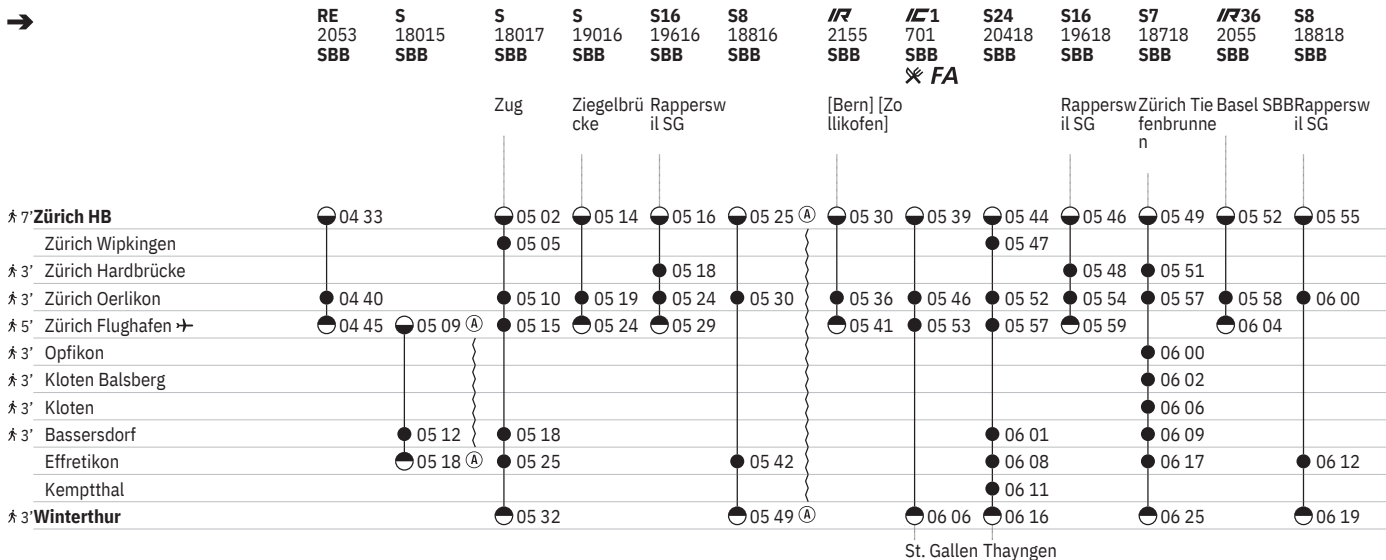 RE S S S S16 S8 IR IC1 S24 S16 S7 IR36 S8
2053 18015 18017 19016 19616 18816 2155 701 20418 19618 18718 2055 18818
SBB SBB SBB SBB SBB SBB SBB SBB SBB SBB SBB SBB SBB
FA
Zug Ziegelbrü Rappersw [Bern] [Zo Rappersw Zürich Tie Basel SBB Rappersw
cke il SG llikofen] il SG fenbrunne il SG
n
7' Zürich HB 04 33 05 02 05 14 05 16 05 25 A 05 30 05 39 05 44 05 46 05 49 05 52 05 55
Zürich Wipkingen 05 05 05 47
3' Zürich Hardbrücke 05 18 05 48 05 51
3' Zürich Oerlikon 04 40 05 10 05 19 05 24 05 30 05 36 05 46 05 52 05 54 05 57 05 58 06 00
5' Zürich Flughafen 04 45 05 09 A 05 15 05 24 05 29 05 41 05 53 05 57 05 59 06 04
3' Opfikon 06 00
3' Kloten Balsberg 06 02
3' Kloten 06 06
3' Bassersdorf 05 12 05 18 06 01 06 09
Effretikon 05 18 A 05 25 05 42 06 08 06 17 06 12
Kemptthal 06 11
3' Winterthur 05 32 05 49 A 06 06 06 16 06 25 06 19
St. Gallen Thayngen